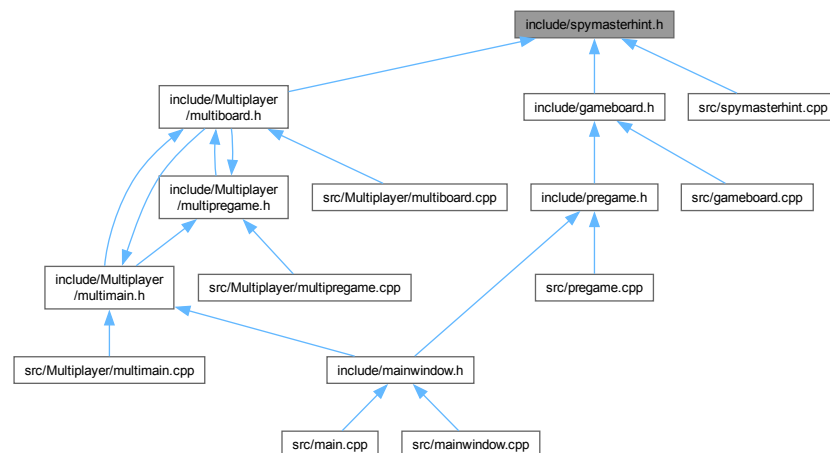 include/spymasterhint.h
include/Multiplayer
/multiboard.h
include/gameboard.h
src/spymasterhint.cpp
include/Multiplayer
/multipregame.h
src/Multiplayer/multiboard.cpp
include/pregame.h
src/gameboard.cpp
include/Multiplayer
/multimain.h
src/Multiplayer/multipregame.cpp
src/pregame.cpp
src/Multiplayer/multimain.cpp
include/mainwindow.h
src/main.cpp
src/mainwindow.cpp